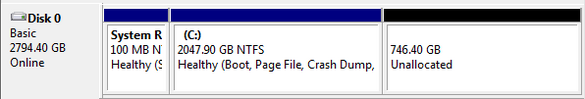 Disk 0
Basic
2794.40 GB
Online
System R
100 MB NT
Healthy (S
(C:)
2047.90 GB NTFS
Healthy (Boot, Page File, Crash Dump,
746.40 GB
Unallocated